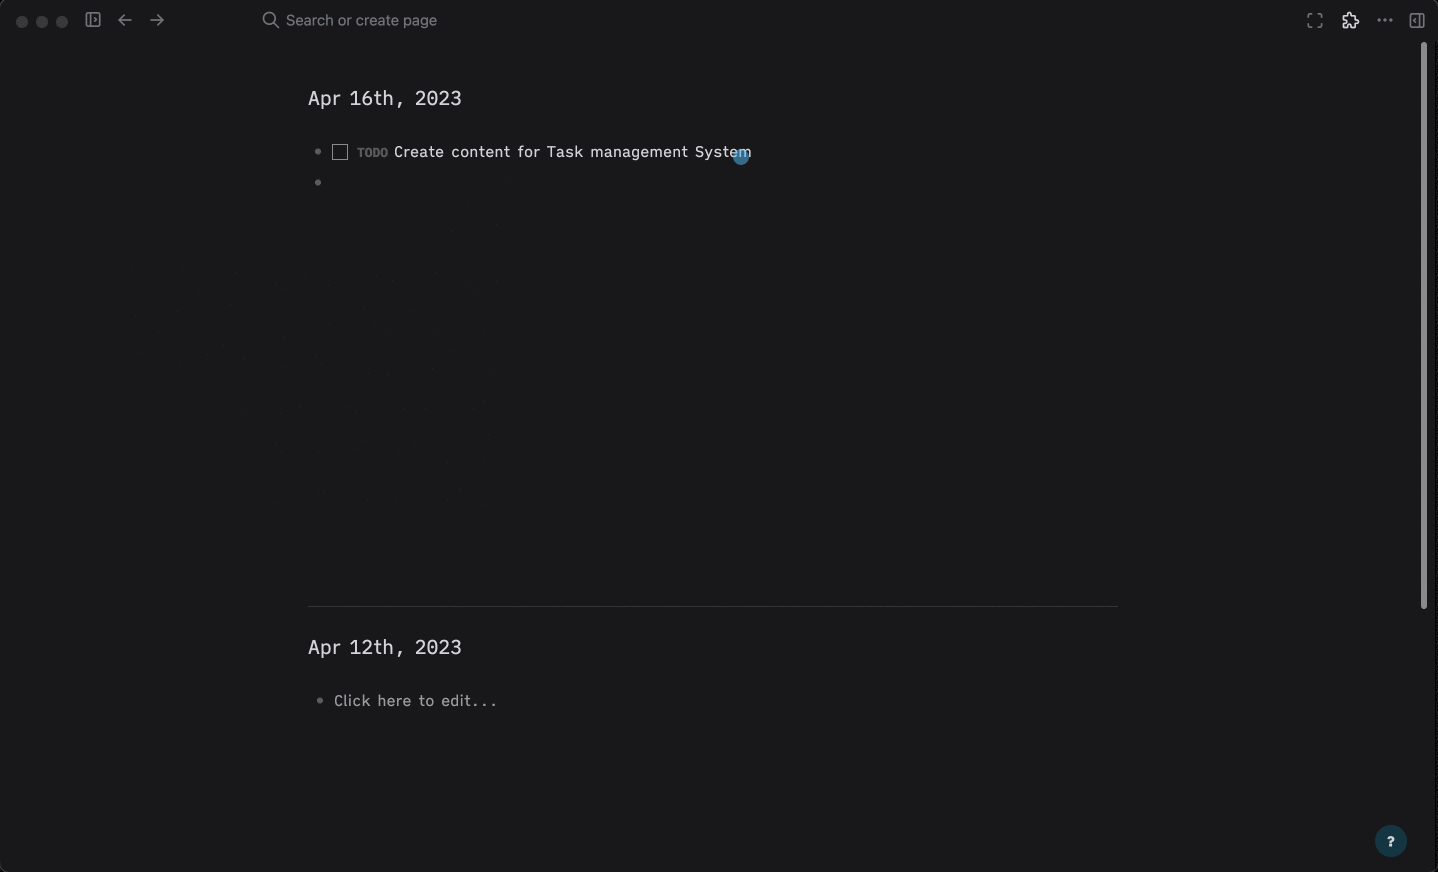 Search or create page
Apr 16th, 2023
TODO Create content for Task management System
Apr 12th, 2023
Click here to edit...
?